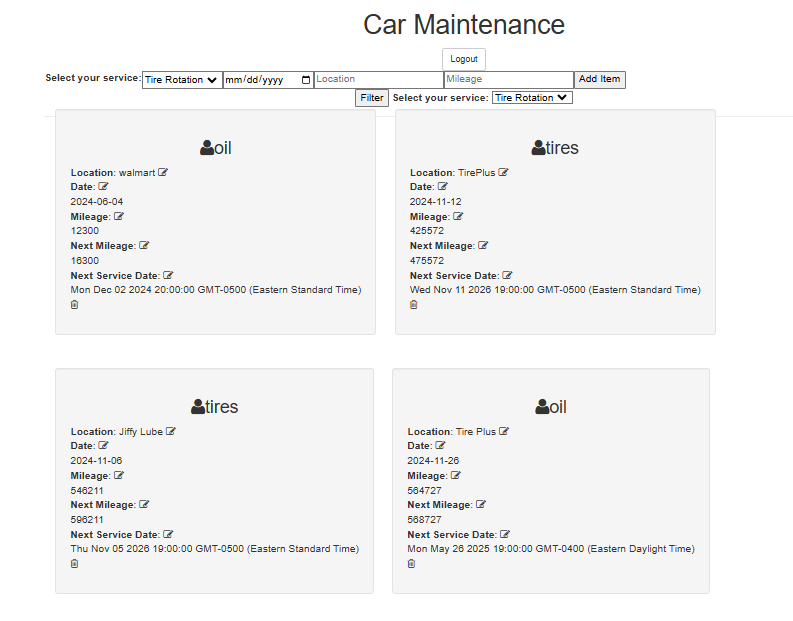 Car Maintenance
Logout
Select your service: Tire Rotation mm/dd/yyyy Location Mileage Add Item
Filter Select your service: Tire Rotation
oil
Location: walmart
Date:
2024-06-04
Mileage:
12300
Next Mileage:
16300
Next Service Date:
Mon Dec 02 2024 20:00:00 GMT-0500 (Eastern Standard Time)
tires
Location: TirePlus
Date:
2024-11-12
Mileage:
425572
Next Mileage:
475572
Next Service Date:
Wed Nov 11 2026 19:00:00 GMT-0500 (Eastern Standard Time)
tires
Location: Jiffy Lube
Date:
2024-11-06
Mileage:
546211
Next Mileage:
596211
Next Service Date:
Thu Nov 05 2026 19:00:00 GMT-0500 (Eastern Standard Time)
oil
Location: Tire Plus
Date:
2024-11-26
Mileage:
564727
Next Mileage:
568727
Next Service Date:
Mon May 26 2025 19:00:00 GMT-0400 (Eastern Daylight Time)